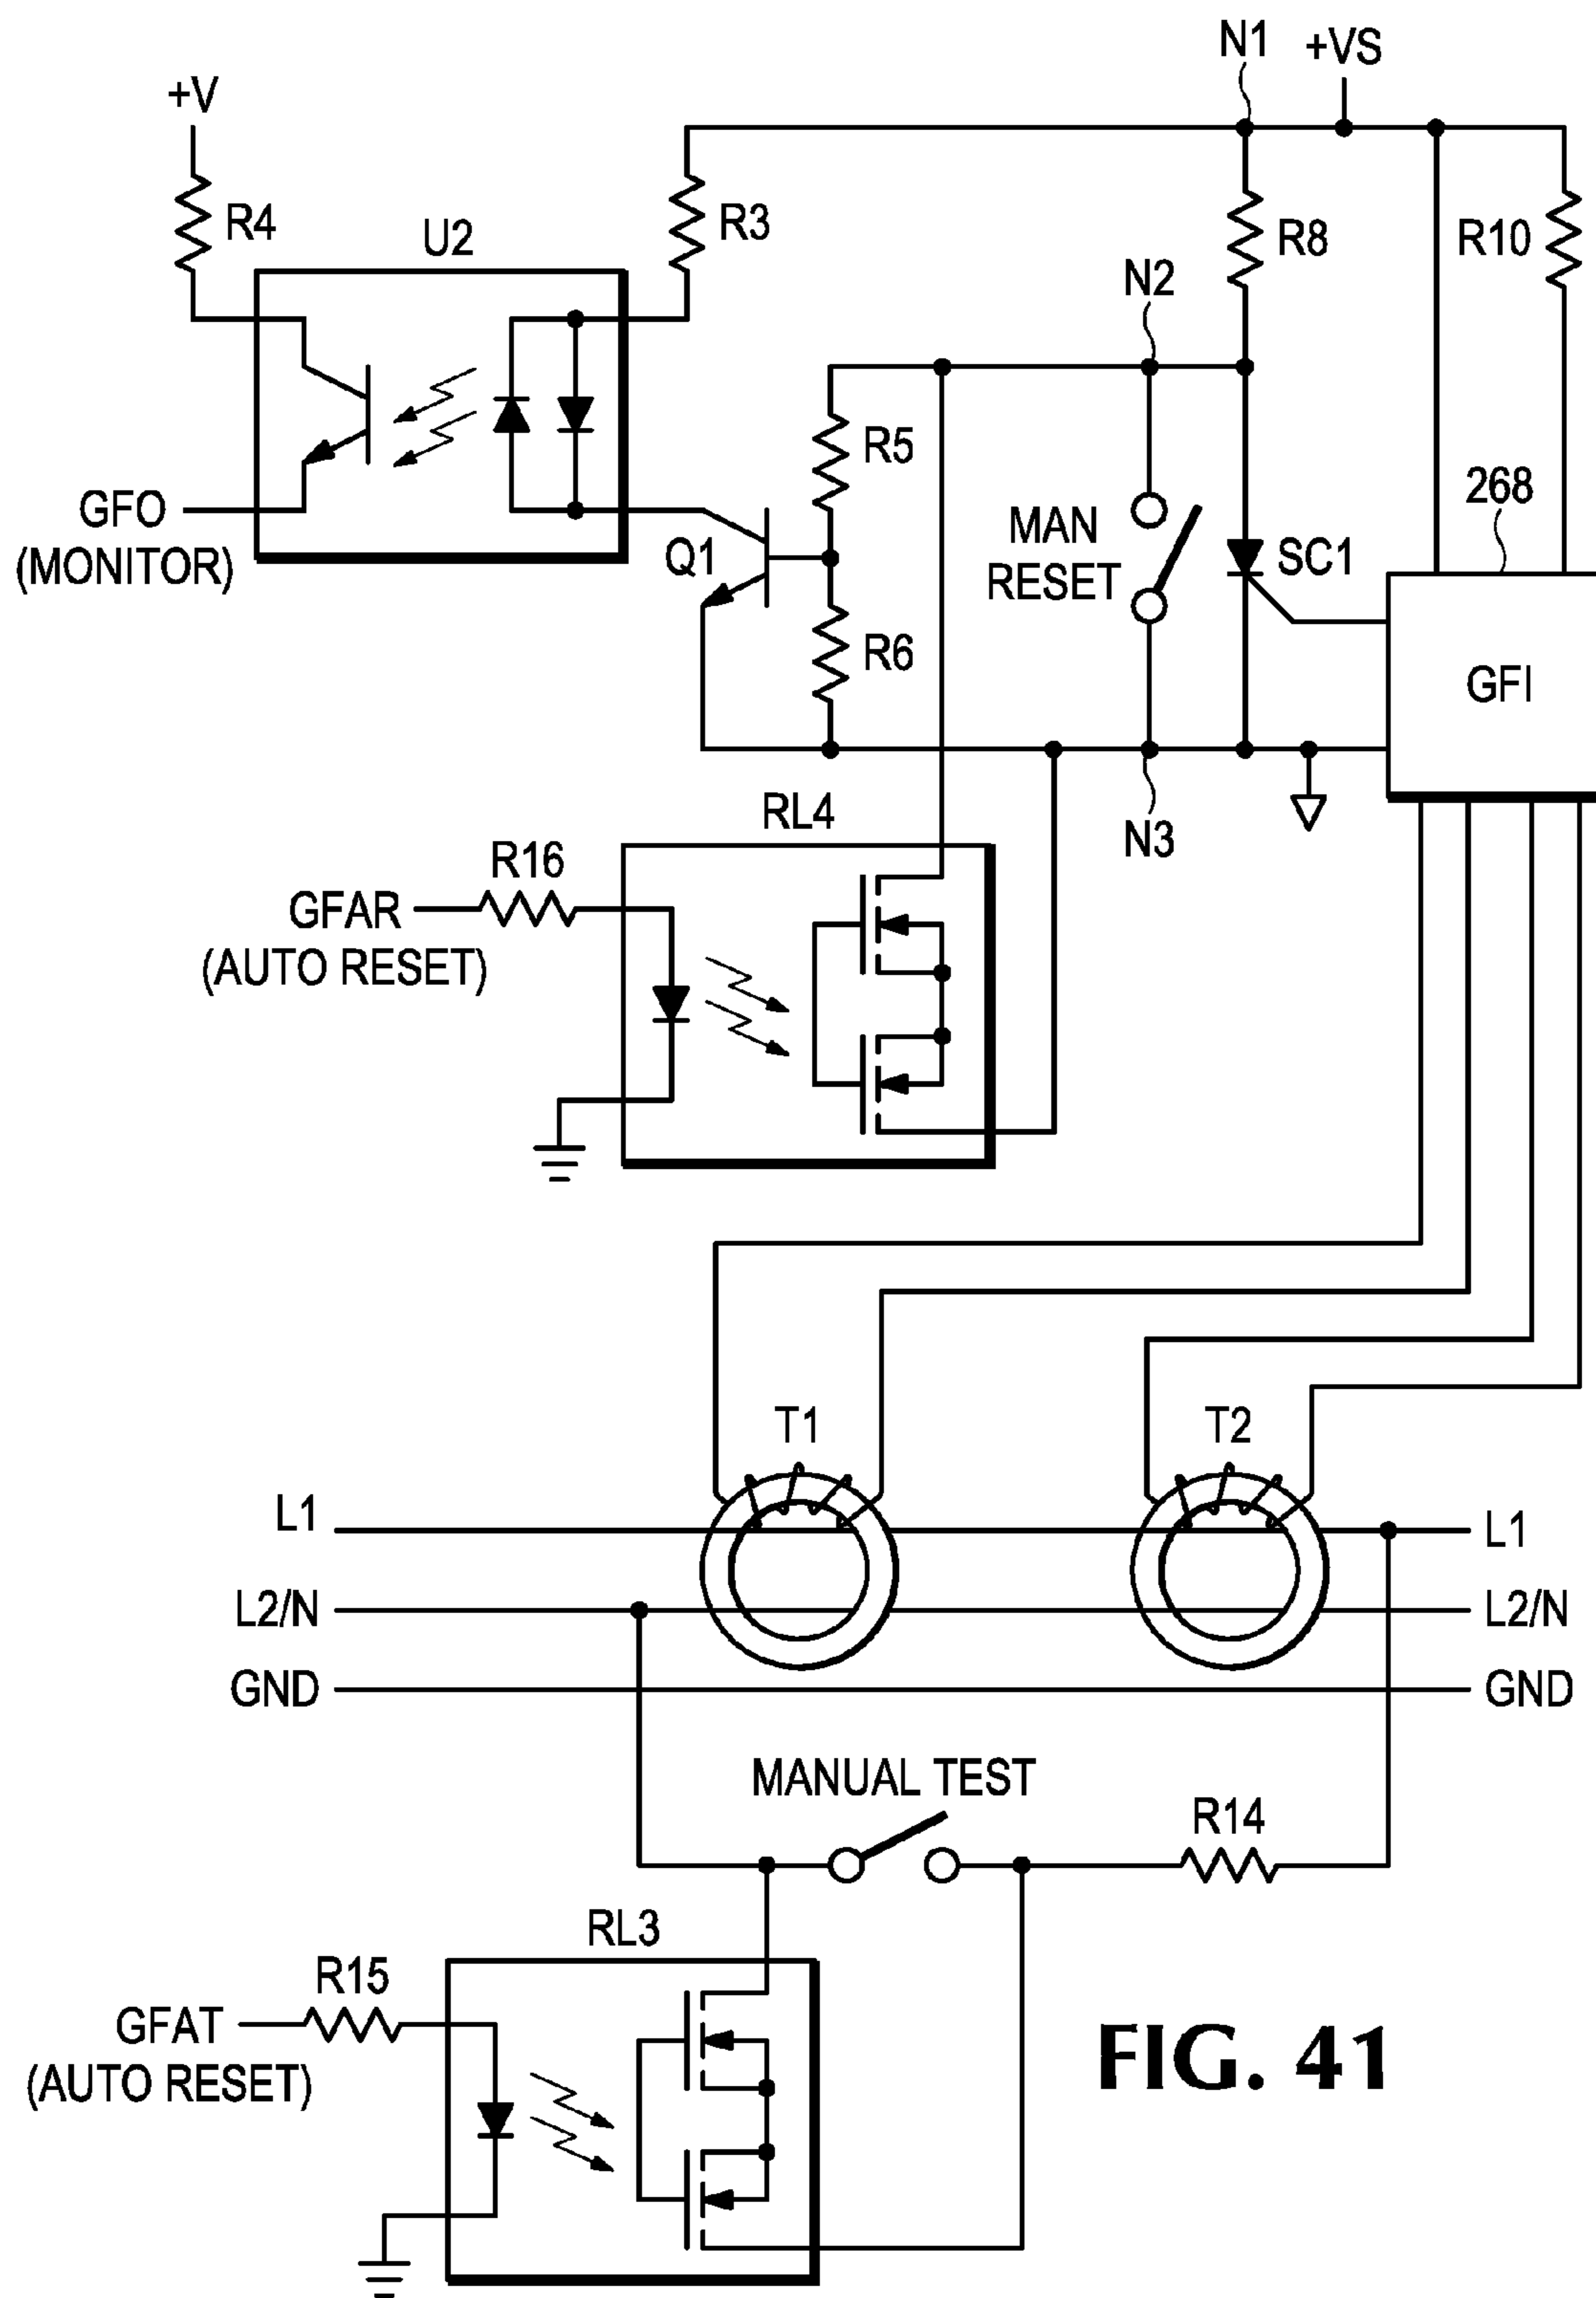 N1
+VS
+V
R4
U2
R3
R8
R10
N2
R5
268
GFO
(MONITOR)
Q1
MAN
RESET
SC1
R6
GFI
RL4
N3
R16
GFAR
(AUTO RESET)
T1
T2
L1
L1
L2/N
L2/N
GND
GND
MANUAL TEST
R14
RL3
R15
GFAT
(AUTO RESET)
FIG. 41